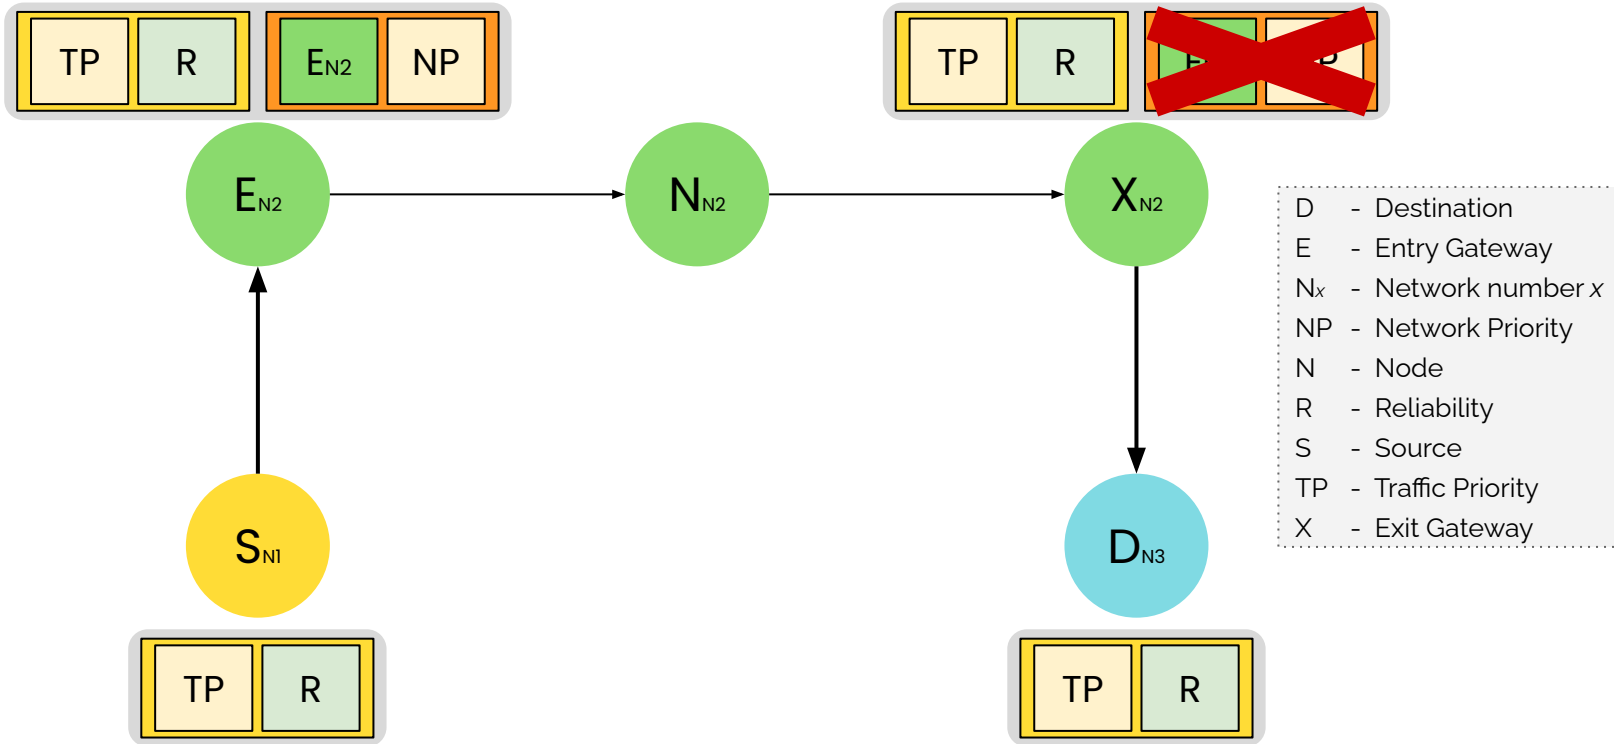 TP R EN2 NP
TP R
EN2 NN2 XN2
D - Destination
E - Entry Gateway
Nx - Network number x
NP - Network Priority
N - Node
R - Reliability
S - Source
TP - Traffic Priority
X - Exit Gateway
SN1 DN3
TP R
TP R